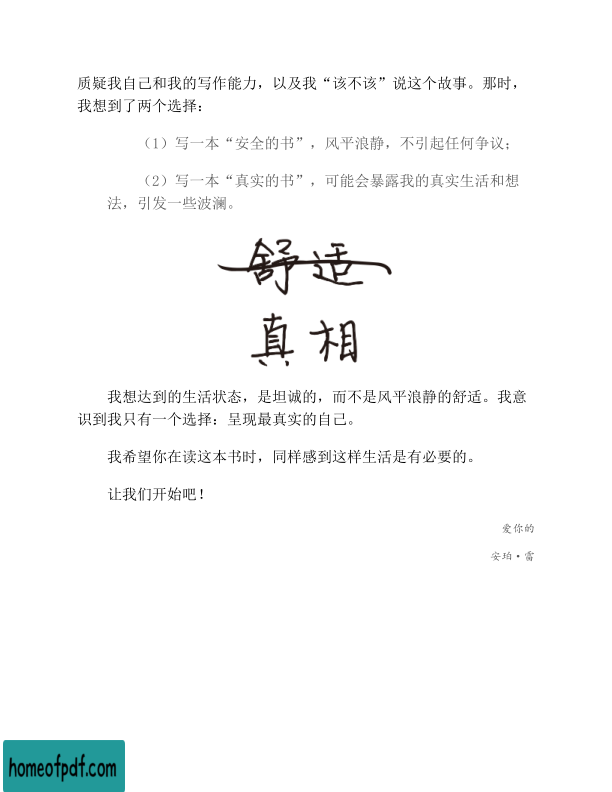 质疑我自己和我的写作能力，以及我“该不该”说这个故事。那时，
我想到了两个选择：
（1）写一本“安全的书”，风平浪静，不引起任何争议；
（2）写一本“真实的书”，可能会暴露我的真实生活和想
法，引发一些波澜。
舒适
真相
我想达到的生活状态，是坦诚的，而不是风平浪静的舒适。我意
识到我只有一个选择：呈现最真实的自己。
我希望你在读这本书时，同样感到这样生活是有必要的。
让我们开始吧！
爱你的
安珀·雷
homeofpdf.com